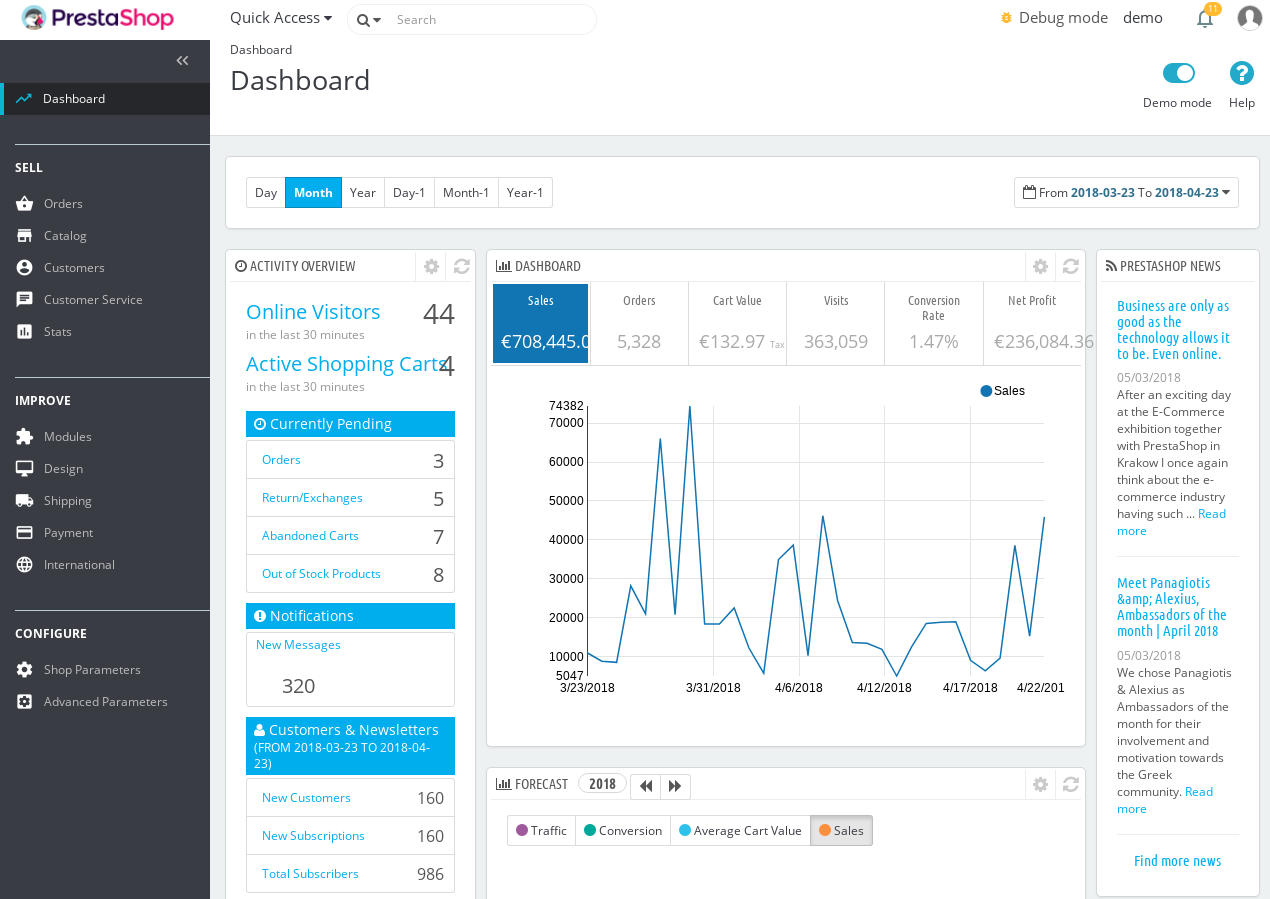 PrestaShop
Quick Access
Search
Debug mode
demo
11
Dashboard
Dashboard
Demo mode
Help
Dashboard
SELL
Orders
Catalog
Customers
Customer Service
Stats
IMPROVE
Modules
Design
Shipping
Payment
International
CONFIGURE
Shop Parameters
Advanced Parameters
Day
Month
Year
Day-1
Month-1
Year-1
From 2018-03-23 To 2018-04-23
ACTIVITY OVERVIEW
Online Visitors
44
in the last 30 minutes
Active Shopping Carts
4
in the last 30 minutes
Currently Pending
Orders
3
Return/Exchanges
5
Abandoned Carts
7
Out of Stock Products
8
Notifications
New Messages
320
Customers & Newsletters
(FROM 2018-03-23 TO 2018-04-
23)
New Customers
160
New Subscriptions
160
Total Subscribers
986
DASHBOARD
Sales
€708,445.0
Orders
5,328
Cart Value
€132.97 Tax
Visits
363,059
Conversion
Rate
1.47%
Net Profit
€236,084.36
Sales
74382
70000
60000
50000
40000
30000
20000
10000
5047
3/23/2018
3/31/2018
4/6/2018
4/12/2018
4/17/2018
4/22/201
FORECAST
2018
Traffic
Conversion
Average Cart Value
Sales
PRESTASHOP NEWS
Business are only as
good as the
technology allows it
to be. Even online.
05/03/2018
After an exciting day
at the E-Commerce
exhibition together
with PrestaShop in
Krakow I once again
think about the e-
commerce industry
having such ... Read
more
Meet Panagiotis
&amp; Alexius,
Ambassadors of the
month | April 2018
05/03/2018
We chose Panagiotis
& Alexius as
Ambassadors of the
month for their
involvement and
motivation towards
the Greek
community. Read
more
Find more news